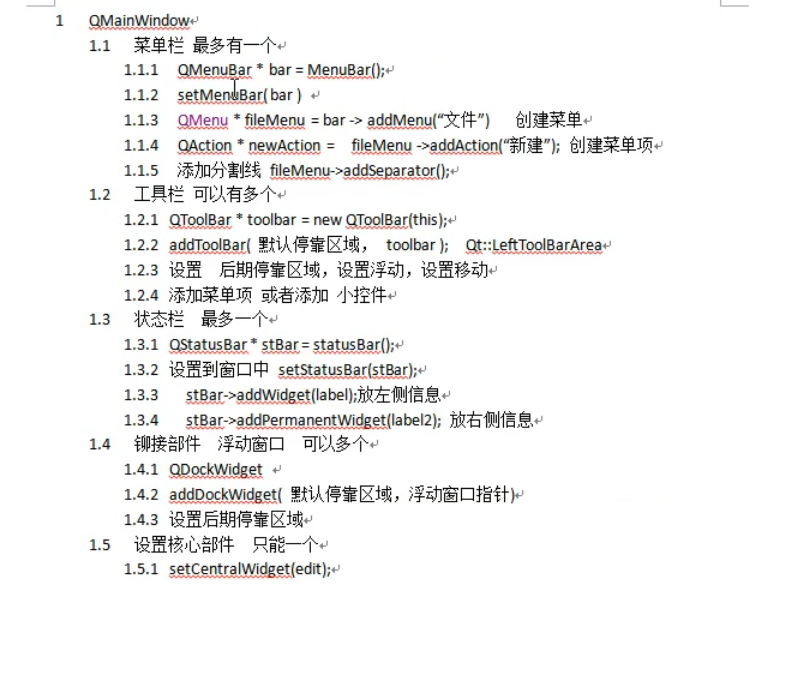 1 QMainWindow
1.1 菜单栏 最多有一个
1.1.1 QMenuBar * bar = MenuBar();
1.1.2 setMenuBar( bar )
1.1.3 QMenu * fileMenu = bar -> addMenu(“文件”) 创建菜单
1.1.4 QAction * newAction = fileMenu ->addAction(“新建”); 创建菜单项
1.1.5 添加分割线 fileMenu->addSeparator();
1.2 工具栏 可以有多个
1.2.1 QToolBar * toolbar = new QToolBar(this);
1.2.2 addToolBar( 默认停靠区域， toolbar ); Qt::LeftToolBarArea
1.2.3 设置 后期停靠区域，设置浮动，设置移动
1.2.4 添加菜单项 或者添加 小控件
1.3 状态栏 最多一个
1.3.1 QStatusBar * stBar = statusBar();
1.3.2 设置到窗口中 setStatusBar(stBar);
1.3.3 stBar->addWidget(label);放左侧信息
1.3.4 stBar->addPermanentWidget(label2); 放右侧信息
1.4 铆接部件 浮动窗口 可以多个
1.4.1 QDockWidget
1.4.2 addDockWidget( 默认停靠区域，浮动窗口指针)
1.4.3 设置后期停靠区域
1.5 设置核心部件 只能一个
1.5.1 setCentralWidget(edit);